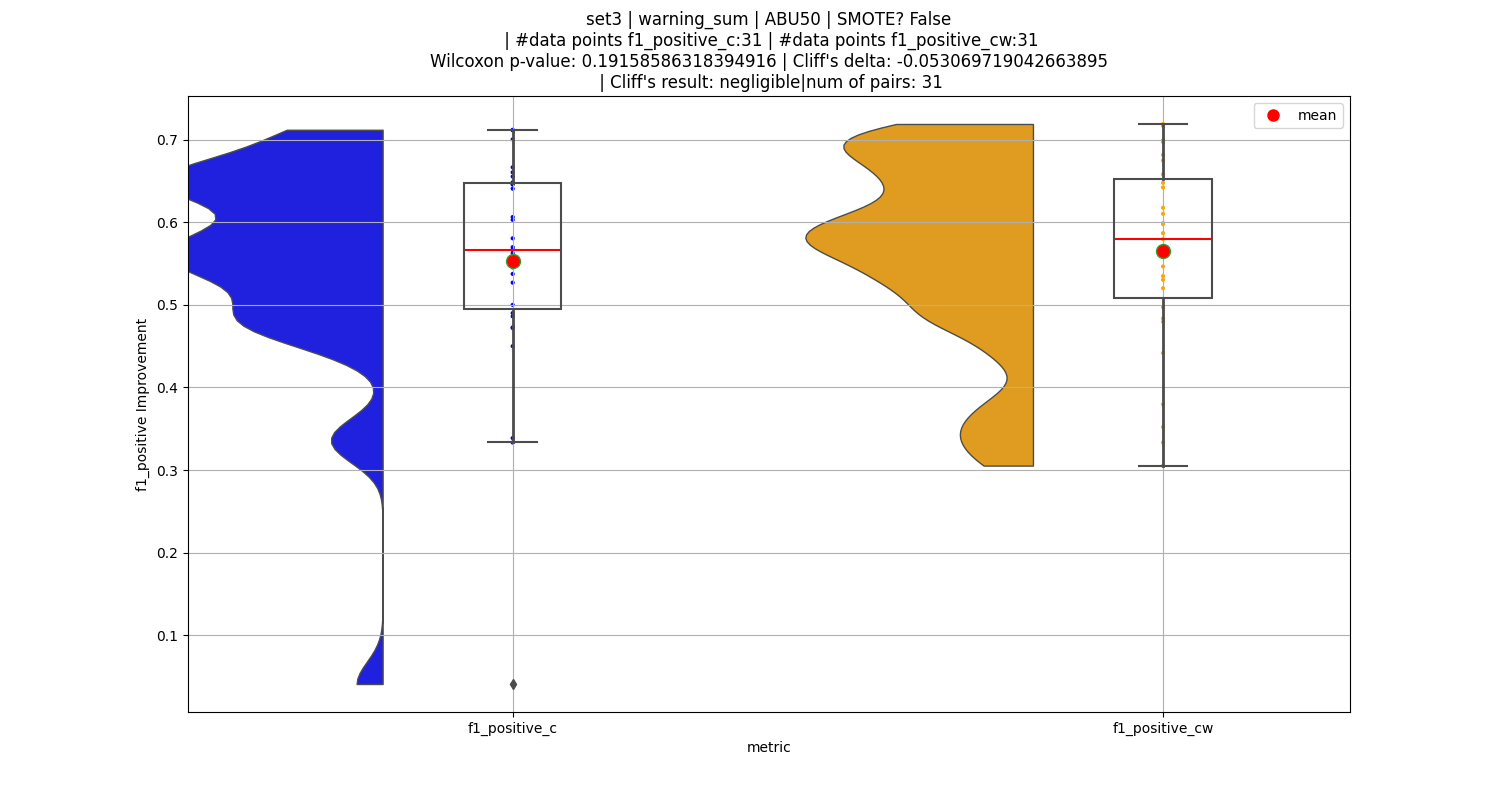 set3 | warning_sum | ABU50 | SMOTE? False
| #data points f1_positive_c:31 | #data points f1_positive_cw:31
Wilcoxon p-value: 0.19158586318394916 | Cliff's delta: -0.053069719042663895
| Cliff's result: negligible|num of pairs: 31
mean
0.7
0.6
0.5
0.4
0.3
0.2
0.1
f1_positive Improvement
f1_positive_c
f1_positive_cw
metric